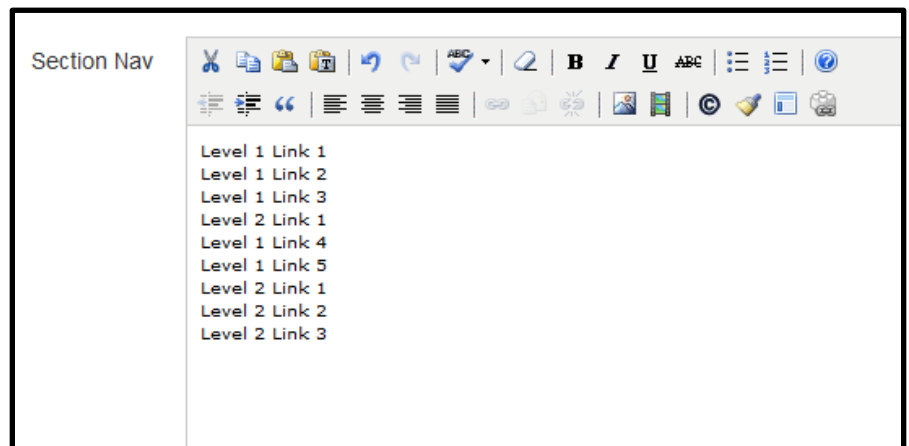 Section Nav
ABC
B I U ABC
Level 1 Link 1
Level 1 Link 2
Level 1 Link 3
Level 2 Link 1
Level 1 Link 4
Level 1 Link 5
Level 2 Link 1
Level 2 Link 2
Level 2 Link 3